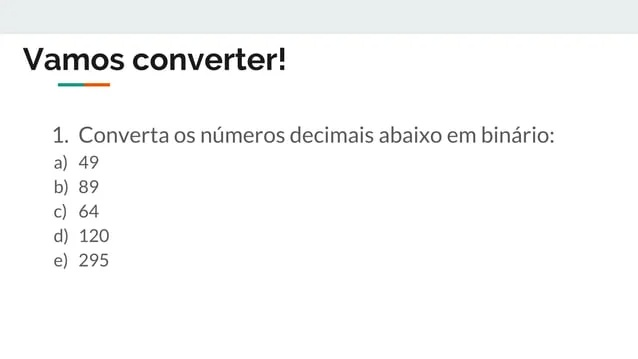 Vamos converter!
1. Converta os números decimais abaixo em binário:
a) 49
b) 89
c) 64
d) 120
e) 295